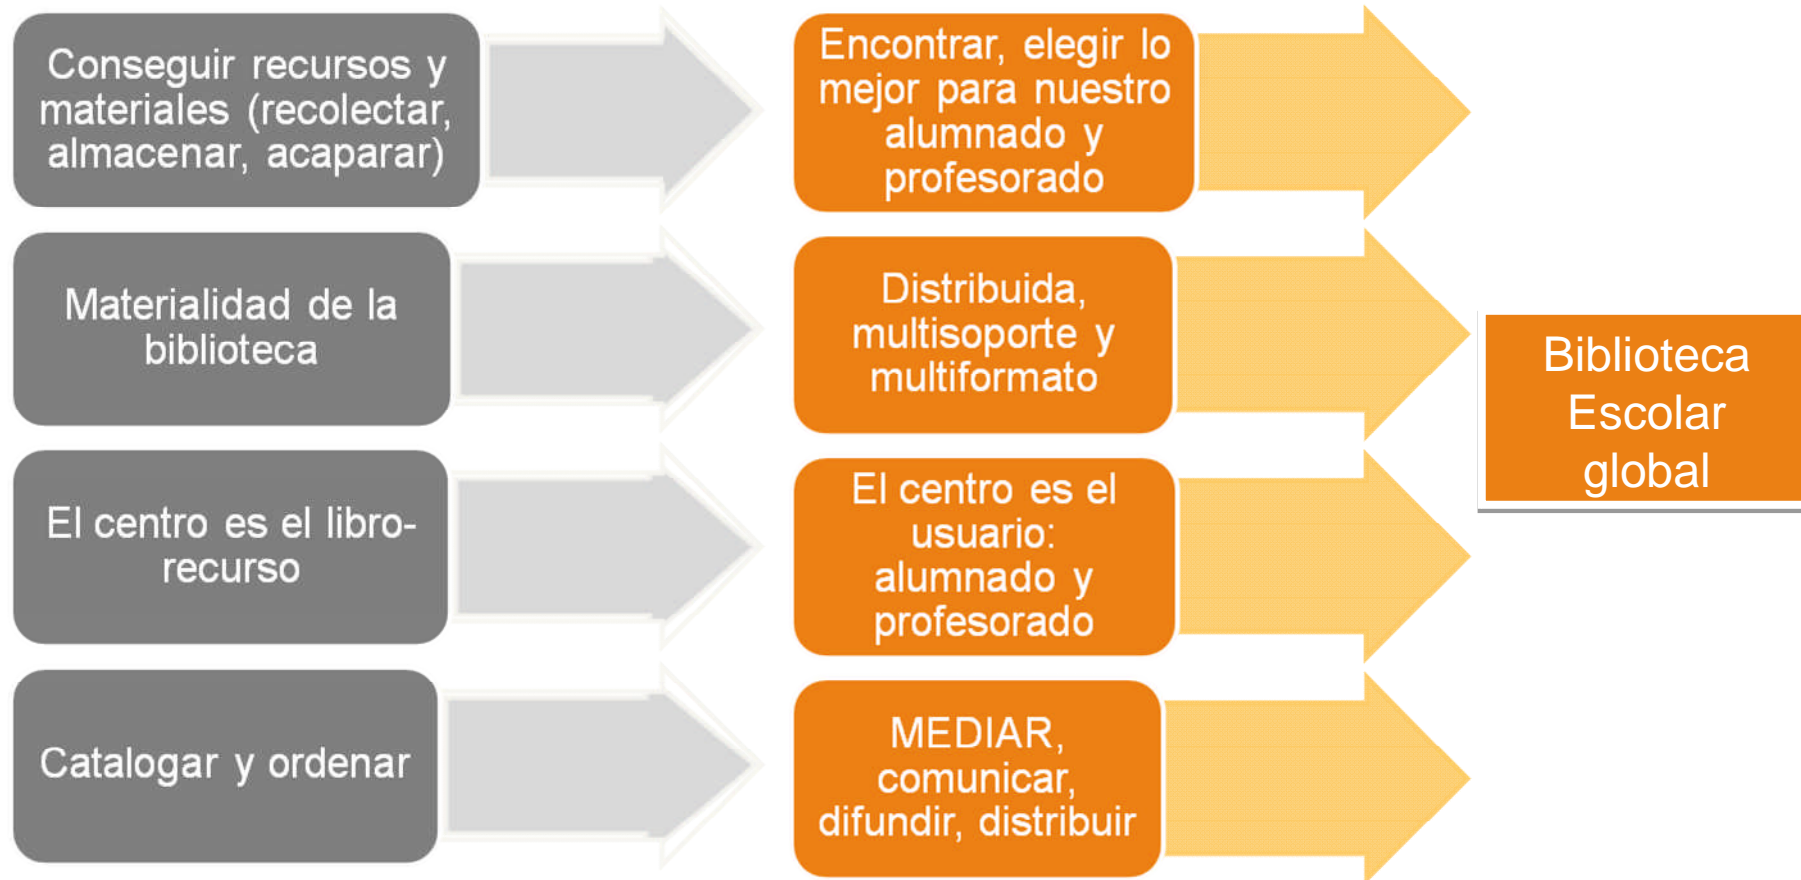 Conseguir recursos y
materiales (recolectar,
almacenar, acaparar)
Encontrar, elegir lo
mejor para nuestro
alumnado y
profesorado
Materialidad de la
biblioteca
Distribuida,
multisoporte y
multiformato
El centro es el libro-
recurso
El centro es el
usuario:
alumnado y
profesorado
Catalogar y ordenar
MEDIAR,
comunicar,
difundir, distribuir
Biblioteca
Escolar
global